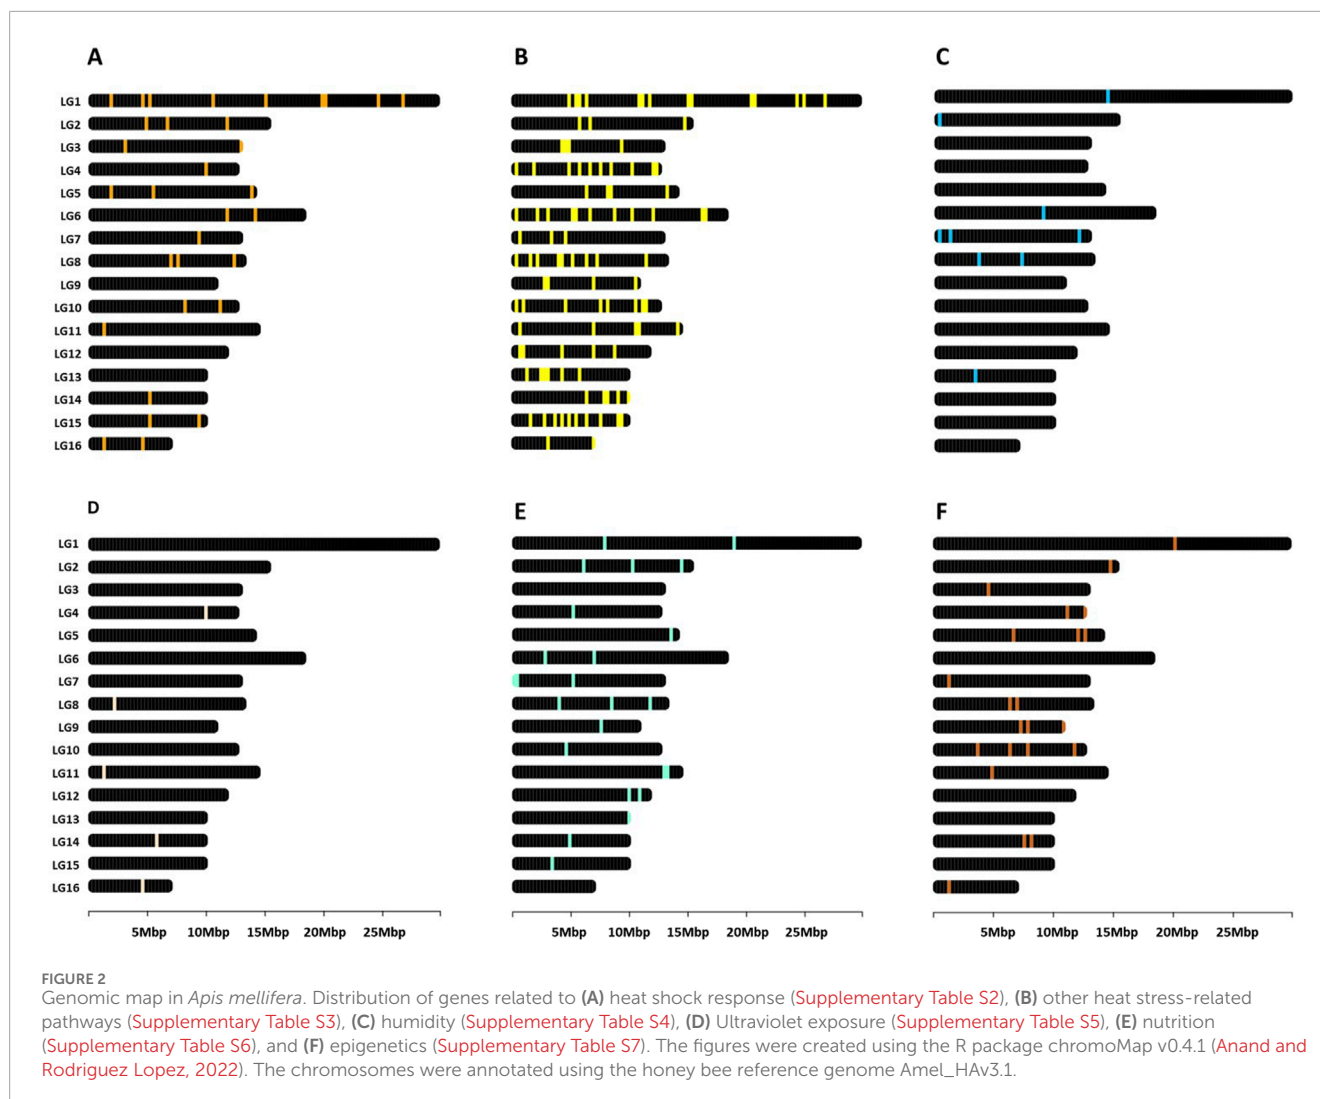 A
B
C
LG1
LG2
LG3
LG4
LG5
LG6
LG7
LG8
LG9
LG10
LG11
LG12
LG13
LG14
LG15
LG16
D
E
F
LG1
LG2
LG3
LG4
LG5
LG6
LG7
LG8
LG9
LG10
LG11
LG12
LG13
LG14
LG15
LG16
5Mbp 10Mbp 15Mbp 20Mbp 25Mbp
5Mbp 10Mbp 15Mbp 20Mbp 25Mbp
5Mbp 10Mbp 15Mbp 20Mbp 25Mbp
FIGURE 2
Genomic map in Apis mellifera. Distribution of genes related to (A) heat shock response (Supplementary Table S2), (B) other heat stress-related
pathways (Supplementary Table S3), (C) humidity (Supplementary Table S4), (D) Ultraviolet exposure (Supplementary Table S5), (E) nutrition
(Supplementary Table S6), and (F) epigenetics (Supplementary Table S7). The figures were created using the R package chromoMap v0.4.1 (Anand and
Rodriguez Lopez, 2022). The chromosomes were annotated using the honey bee reference genome Amel_HAv3.1.